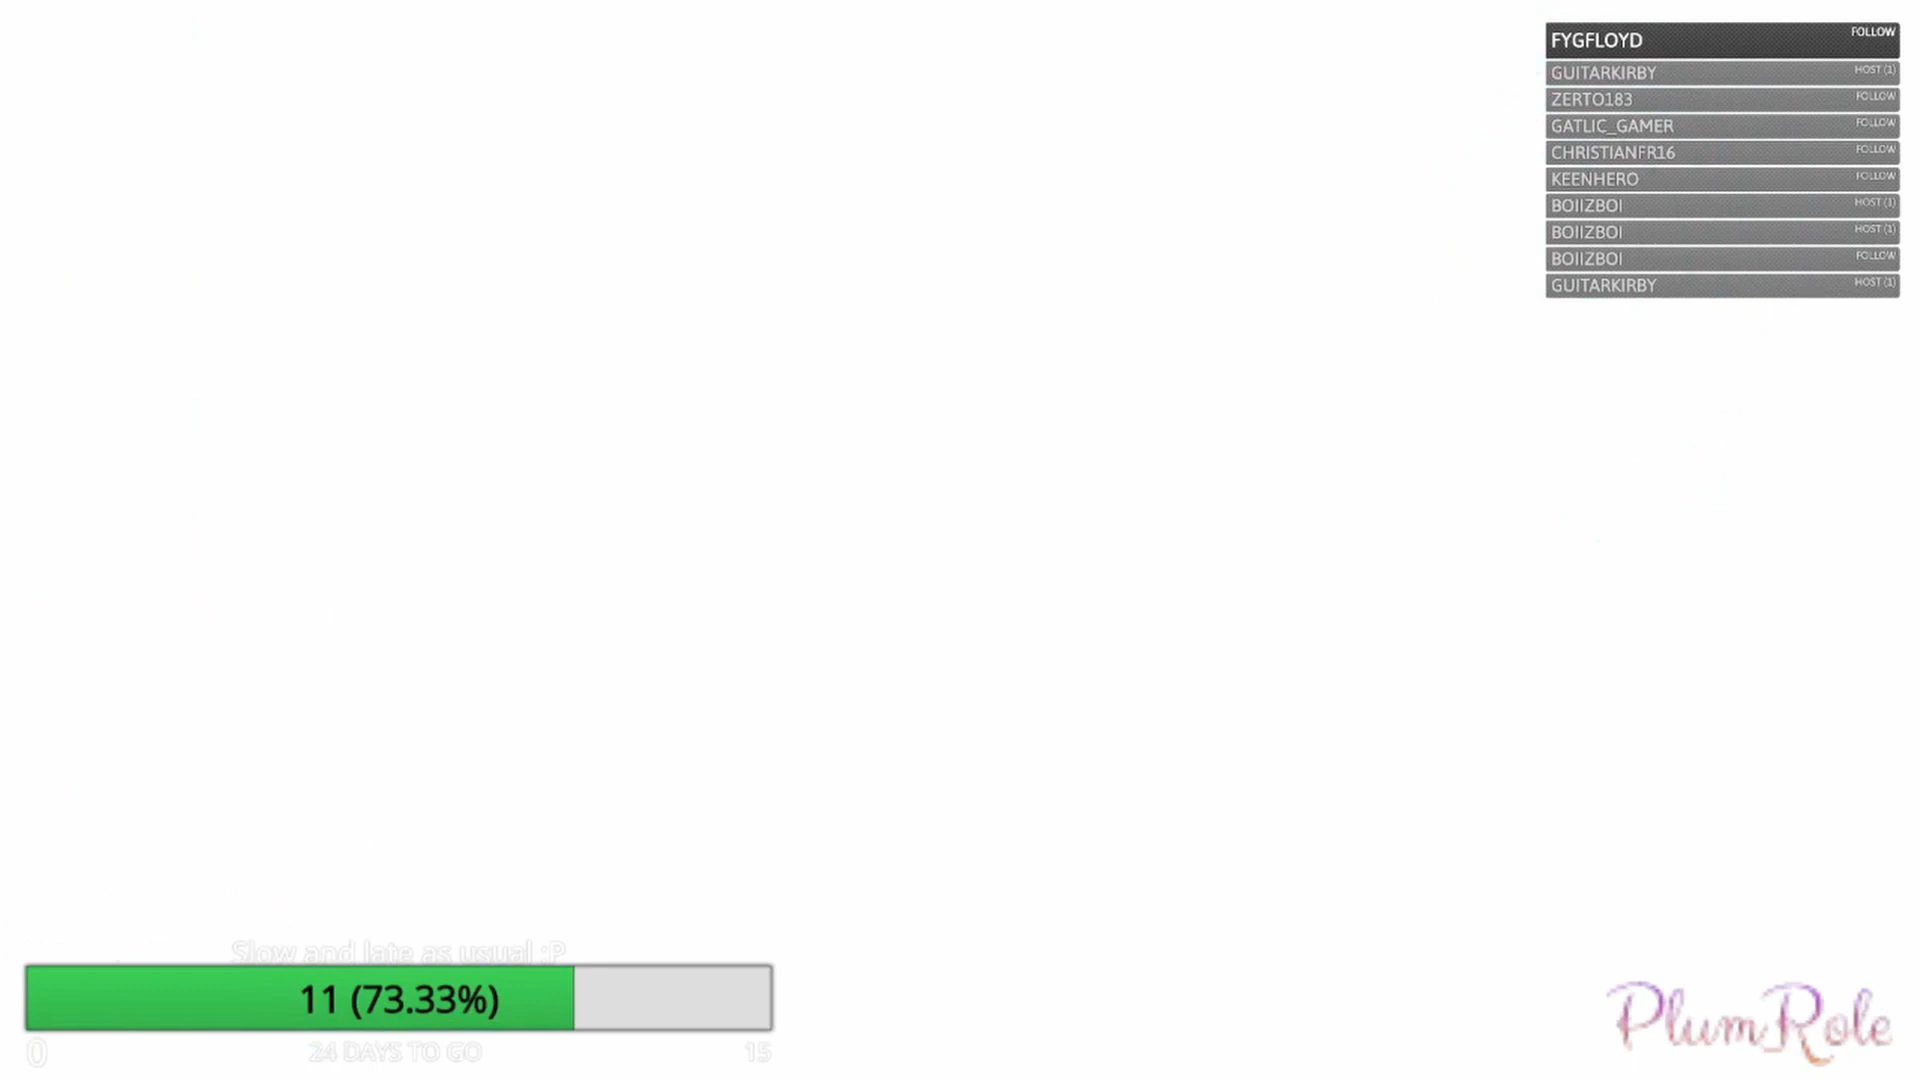 FYGFLOYD FOLLOW
GUITARKIRBY HOST (1)
ZERTO183 FOLLOW
GATLIC_GAMER FOLLOW
CHRISTIANFR16 FOLLOW
KEENHERO FOLLOW
BOIIZBOI HOST (1)
BOIIZBOI HOST (1)
BOIIZBOI FOLLOW
GUITARKIRBY HOST (1)
Slow and late as usual :P
11 (73.33%)
0 24 DAYS TO GO 15
PlumRole